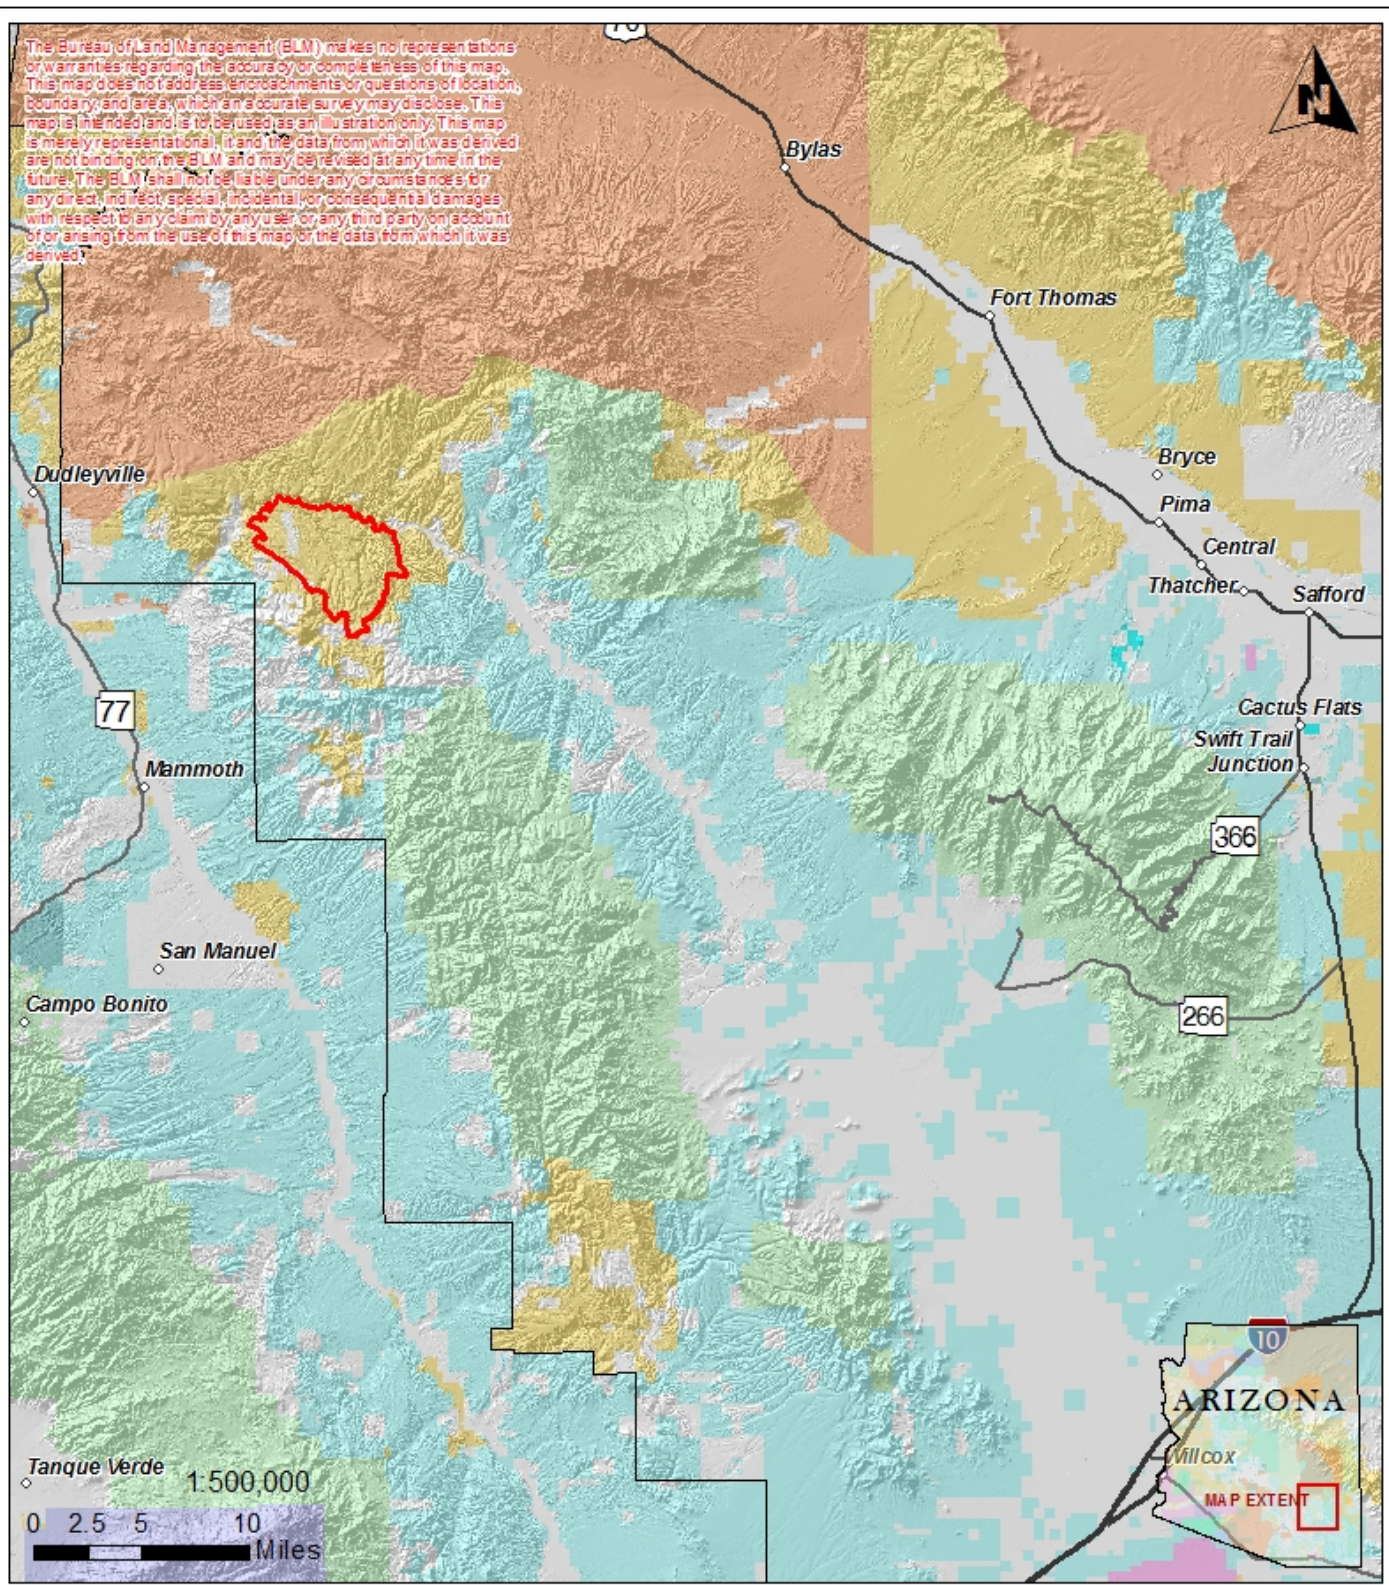 70
The Bureau of Land Management (BLM) makes no representations
or warranties regarding the accuracy or completeness of this map.
This map does not address encroachments or questions of location,
boundary, and area, which an accurate survey may disclose. This
map is intended and is to be used as an illustration only. This map
is merely representational, it and the data from which it was derived
are not binding on the BLM and may be revised at any time in the
future. The BLM shall not be liable under any circumstances for
any direct, indirect, special, incidental, or consequential damages
with respect to any claim by any user or any third party on account
of or arising from the use of this map or the data from which it was
derived.
N
Bylas
Fort Thomas
Bryce
Dudleyville
Pima
Central
Thatcher
Safford
77
Cactus Flats
Swift Trail
Junction
Mammoth
366
San Manuel
Campo Bonito
266
10
ARIZONA
Willcox
Tanque Verde
1:500,000
MAP EXTENT
0 2.5 5 10
Miles